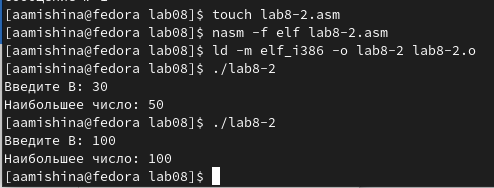 [aamishina@fedora lab08]$ touch lab8-2.asm
[aamishina@fedora lab08]$ nasm -f elf lab8-2.asm
[aamishina@fedora lab08]$ ld -m elf_i386 -o lab8-2 lab8-2.o
[aamishina@fedora lab08]$ ./lab8-2
Введите В: 30
Наибольшее число: 50
[aamishina@fedora lab08]$ ./lab8-2
Введите В: 100
Наибольшее число: 100
[aamishina@fedora lab08]$